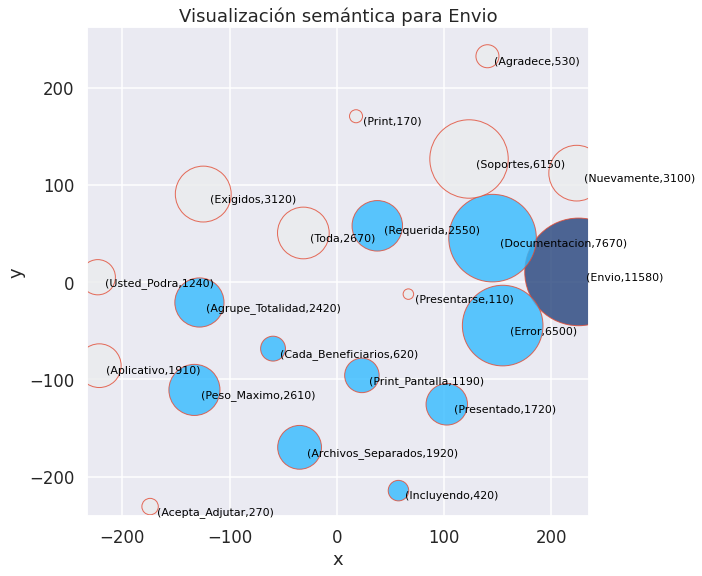 Visualización semántica para Envio
(Agradece,530)
(Print,170)
(Soportes,6150)
(Nuevamente,3100)
(Exigidos,3120)
(Requerida,2550)
(Toda,2670)
(Documentacion,7670)
(Envio,11580)
(Usted_Podra,1240)
(Presentarse,110)
(Agrupe_Totalidad,2420)
(Error,6500)
(Cada_Beneficiarios,620)
(Aplicativo,1910)
(Print_Pantalla,1190)
(Peso_Maximo,2610)
(Presentado,1720)
(Archivos_Separados,1920)
(Incluyendo,420)
(Acepta_Adjutar,270)
200
100
0
−100
−200
y
−200 −100 0 100 200
x